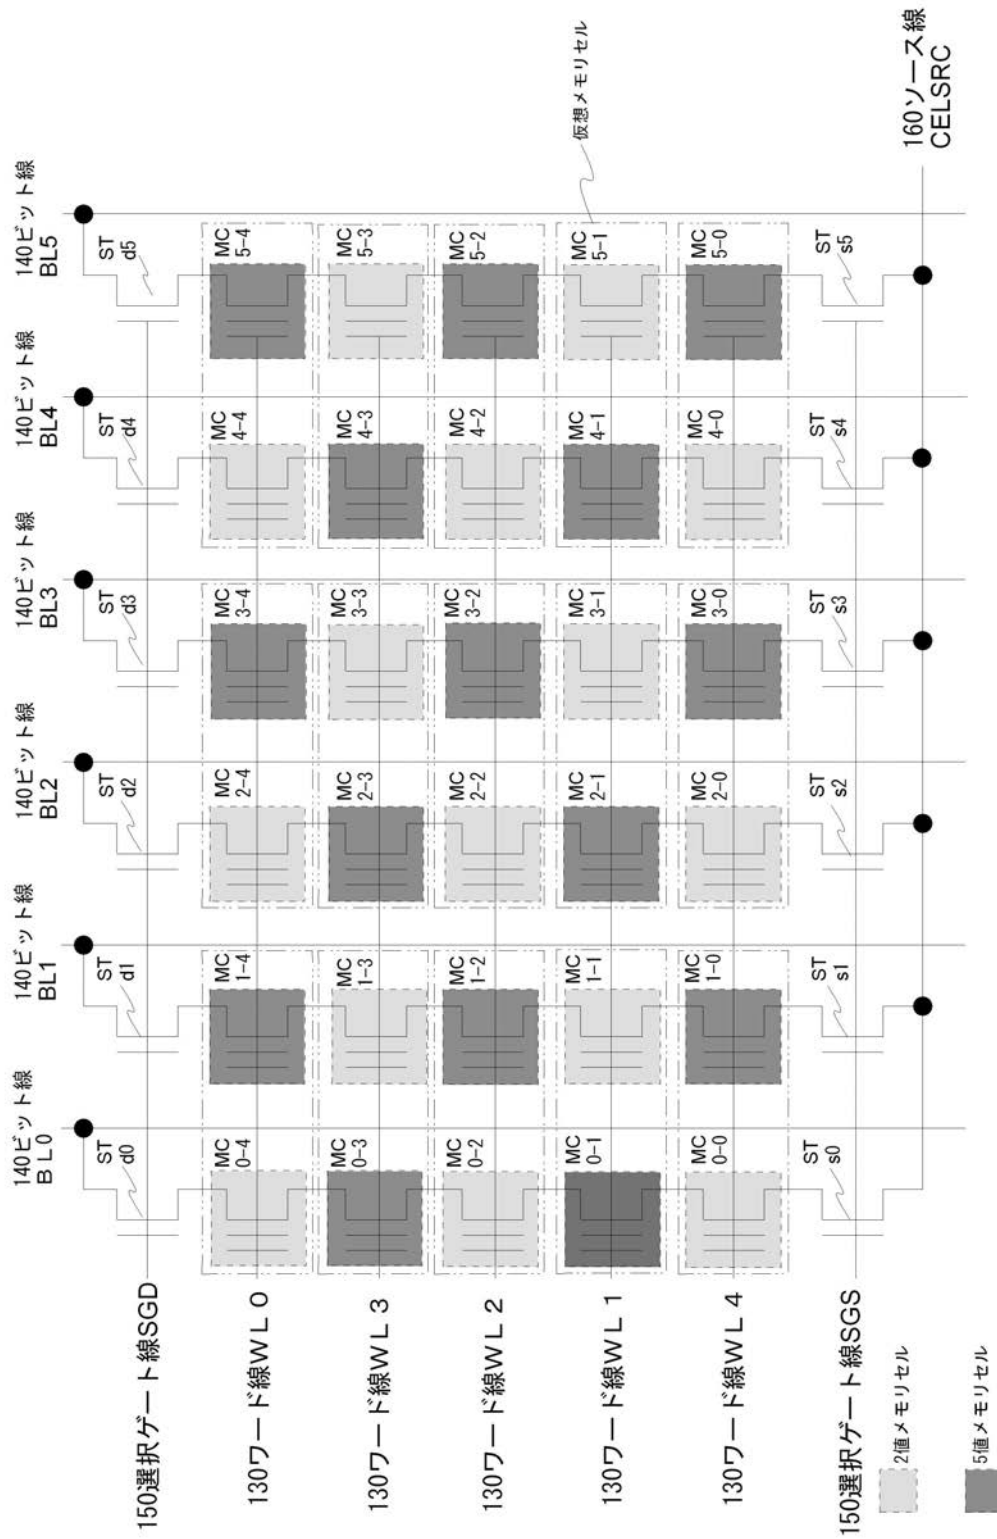 140ビット線
BL0
140ビット線
BL1
140ビット線
BL2
140ビット線
BL3
140ビット線
BL4
140ビット線
BL5
150選択ゲート線SGD
ST
d0
ST
d1
ST
d2
ST
d3
ST
d4
ST
d5
130ワード線WL 0
MC
0-4
MC
1-4
MC
2-4
MC
3-4
MC
4-4
MC
5-4
130ワード線WL 3
MC
0-3
MC
1-3
MC
2-3
MC
3-3
MC
4-3
MC
5-3
130ワード線WL 2
MC
0-2
MC
1-2
MC
2-2
MC
3-2
MC
4-2
MC
5-2
130ワード線WL 1
MC
0-1
MC
1-1
MC
2-1
MC
3-1
MC
4-1
MC
5-1
仮想メモリセル
130ワード線WL 4
MC
0-0
MC
1-0
MC
2-0
MC
3-0
MC
4-0
MC
5-0
150選択ゲート線SGS
ST
s0
ST
s1
ST
s2
ST
s3
ST
s4
ST
s5
160ソース線
CELSRC
2値メモリセル
5値メモリセル